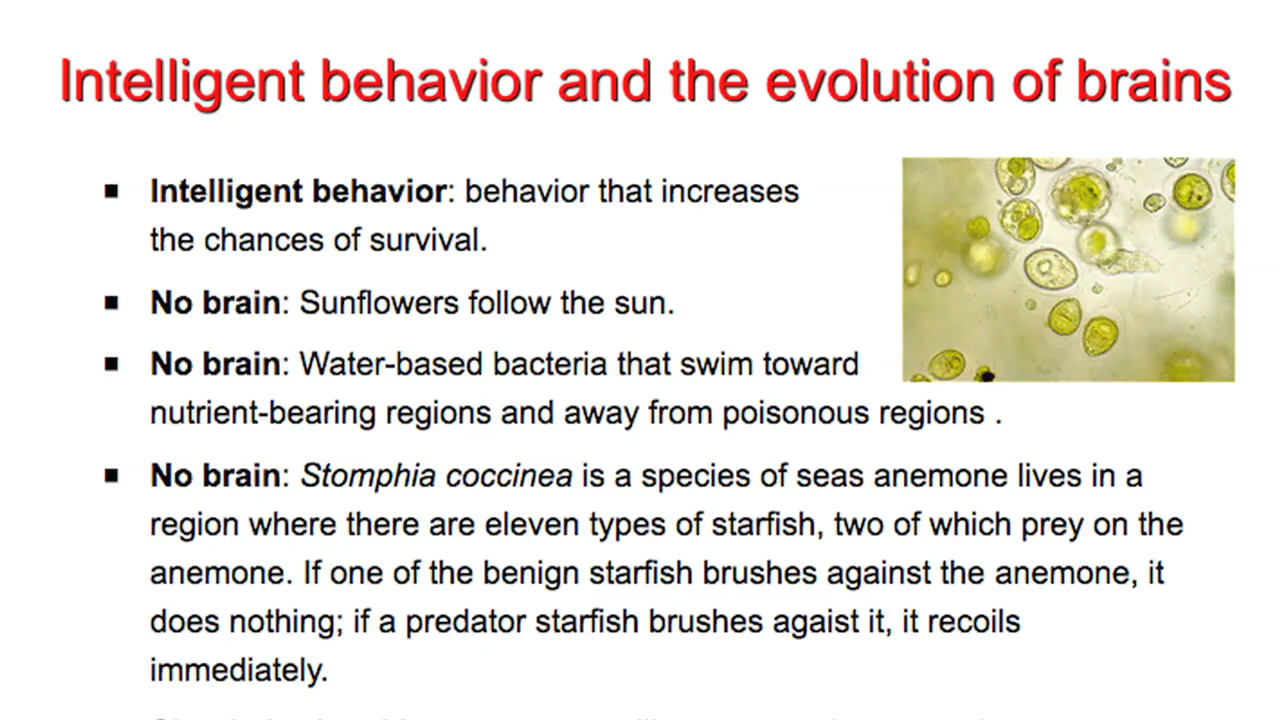 Intelligent behavior and the evolution of brains
▪ Intelligent behavior: behavior that increases
the chances of survival.
▪ No brain: Sunflowers follow the sun.
▪ No brain: Water-based bacteria that swim toward
nutrient-bearing regions and away from poisonous regions .
▪ No brain: Stomphia coccinea is a species of seas anemone lives in a
region where there are eleven types of starfish, two of which prey on the
anemone. If one of the benign starfish brushes against the anemone, it
does nothing; if a predator starfish brushes agaist it, it recoils
immediately.